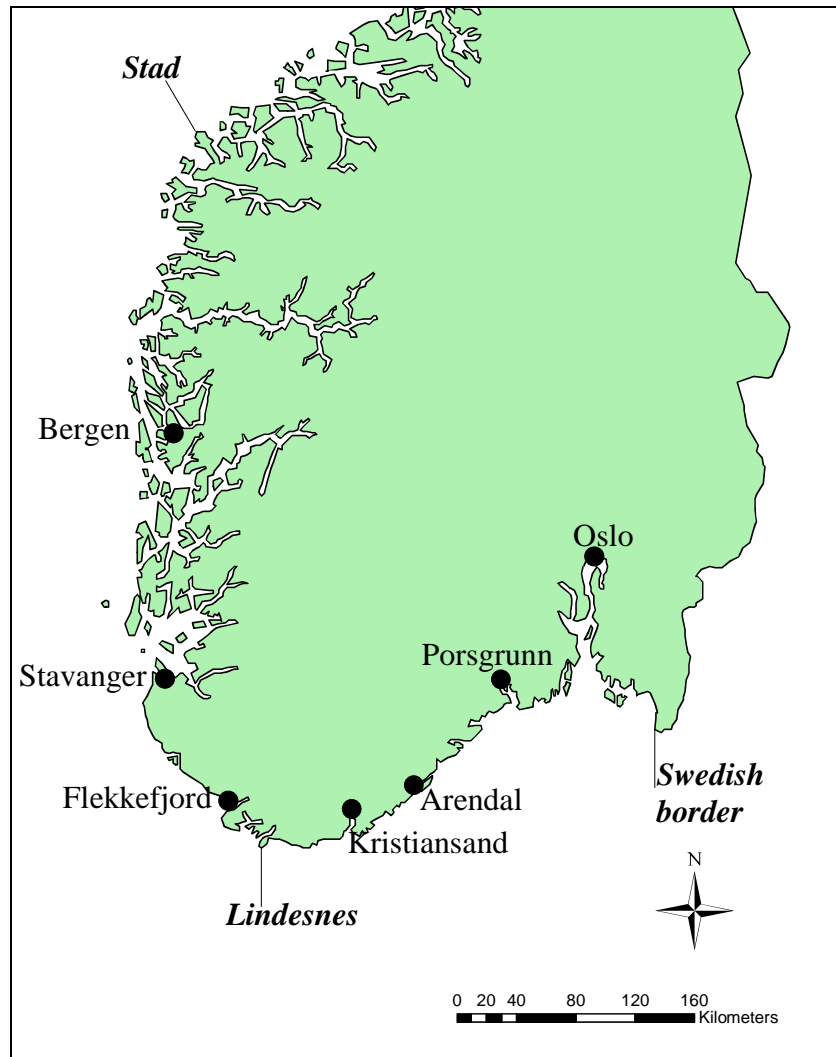 Stad
Bergen
Oslo
Porsgrunn
Stavanger
Flekkefjord
Arendal
Swedish
border
Kristiansand
Lindesnes
N
0 20 40 80 120 160
Kilometers